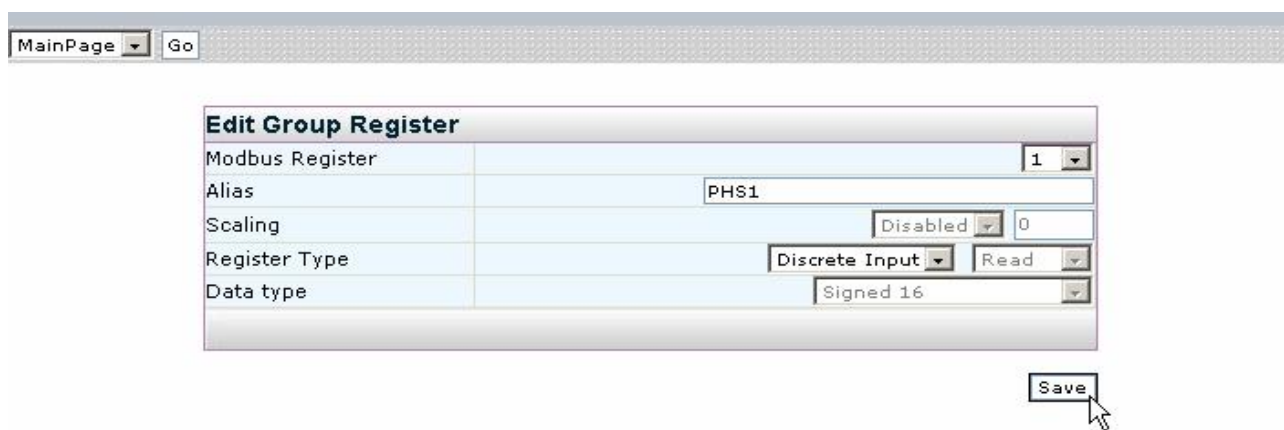 MainPage Go
Edit Group Register
Modbus Register 1
Alias PHS1
Scaling Disabled 0
Register Type Discrete Input Read
Data type Signed 16
Save